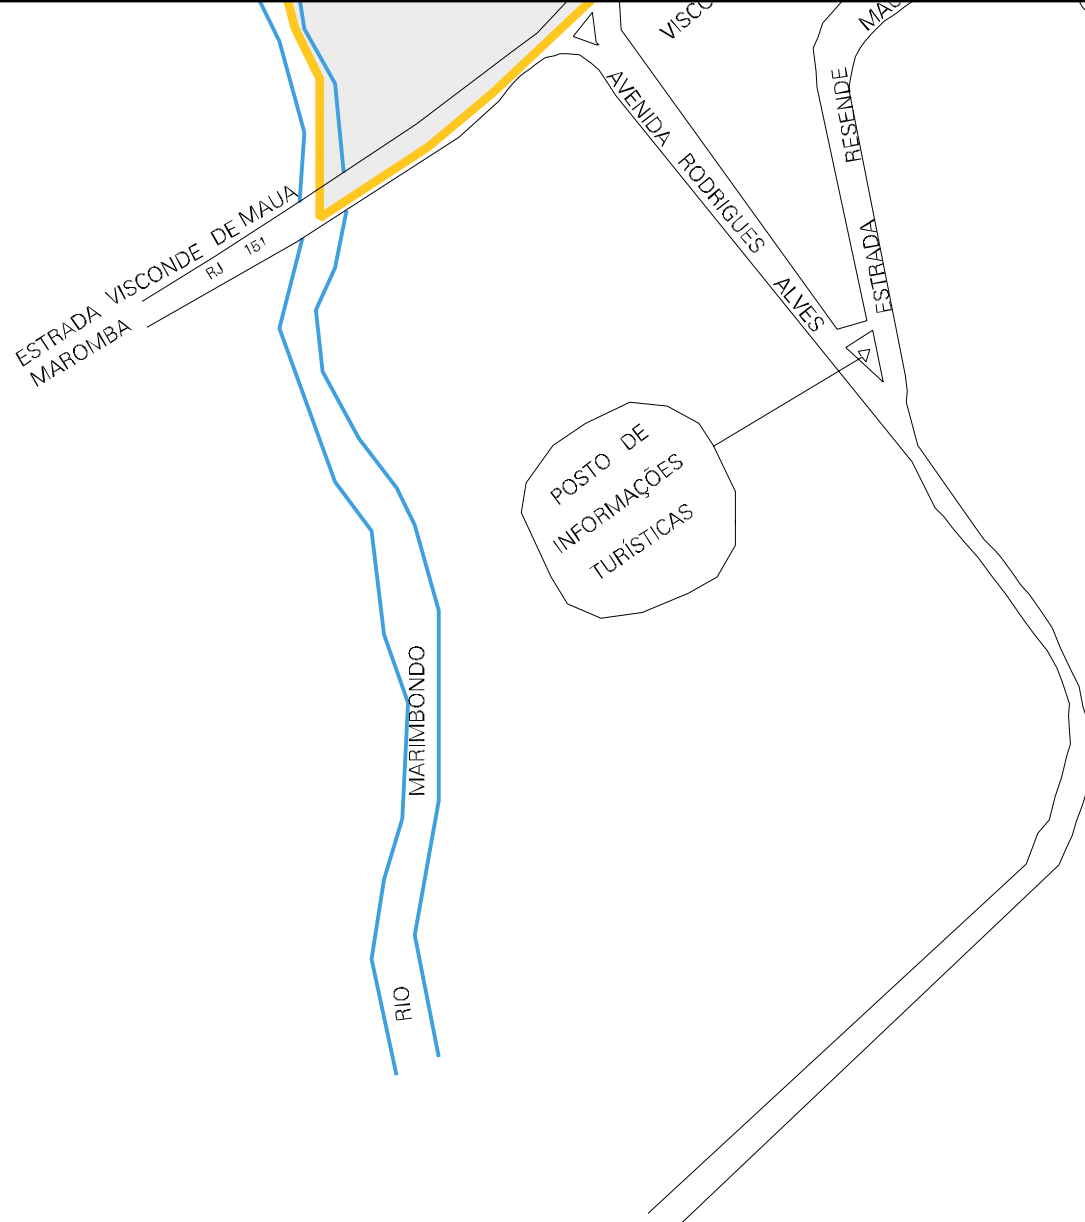 VISCO
MAU
AVENIDA RODRIGUES ALVES
ESTRADA RESENDE
ESTRADA VISCONDE DE MAUA
MAROMBA
RJ 151
POSTO DE
INFORMAÇÕES
TURÍSTICAS
RIO MARIMBONDO